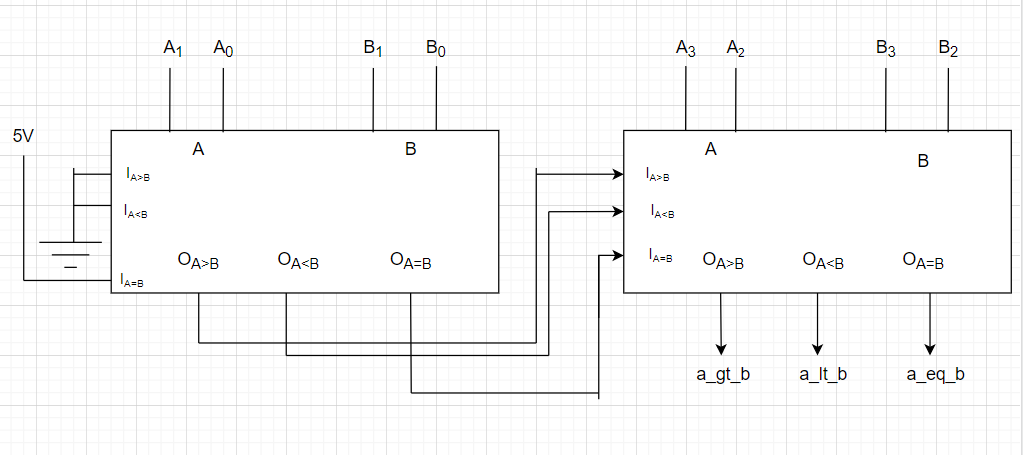 A1 A0 B1 B0 A3 A2 B3 B2
5V
A B A B
IA>B IA>B
IA<B IA<B
OA>B OA<B OA=B IA=B OA>B OA<B OA=B
IA=B
a_gt_b a_lt_b a_eq_b